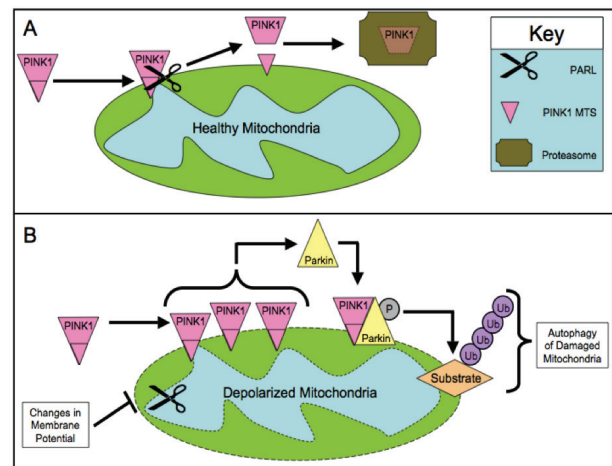 A
PINK1
PINK1
PINK1
PINK1
Healthy Mitochondria
Key
PARL
PINK1 MTS
Proteasome
B
Parkin
PINK1
PINK1
PINK1
PINK1
PINK1
P
Parkin
Ub
Ub
Ub
Ub
Substrate
Autophagy
of Damaged
Mitochondria
Depolarized Mitochondria
Changes in
Membrane
Potential